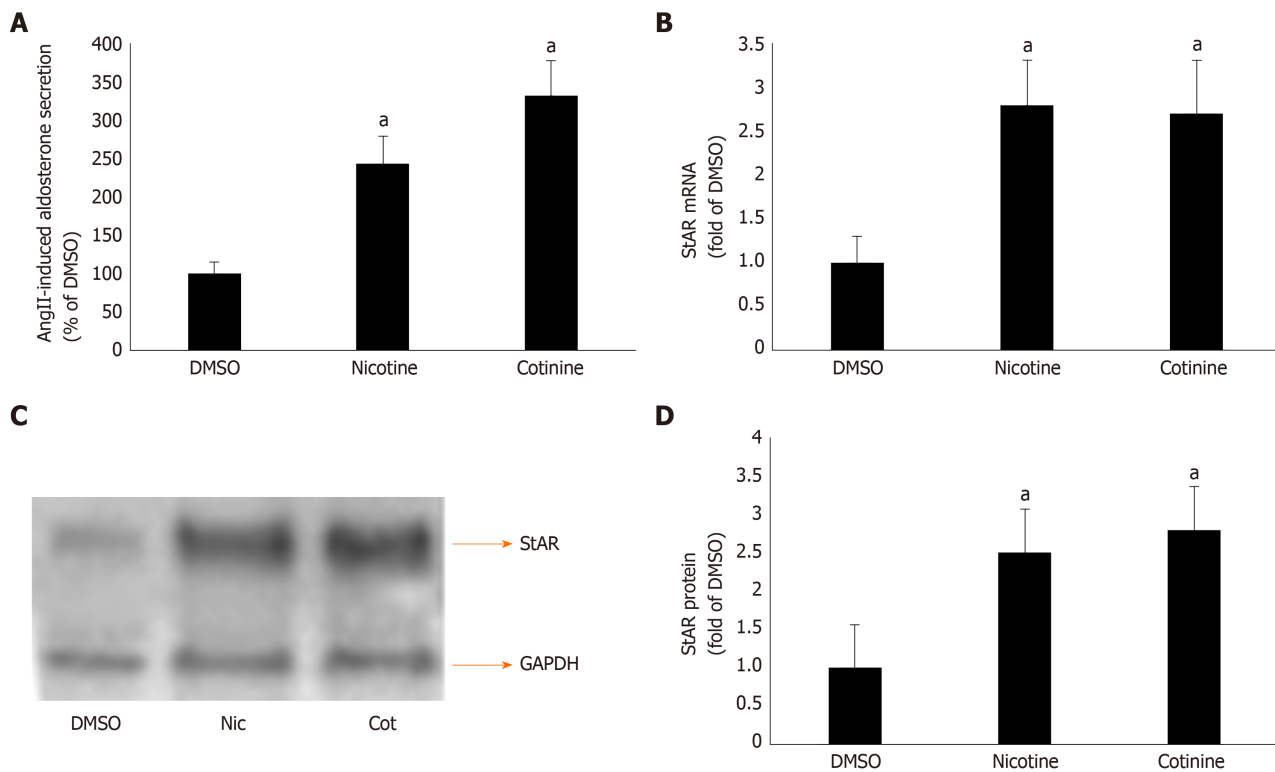 A
AngII-induced aldosterone secretion
(% of DMSO)
400
350
300
250
200
150
100
50
0
a
a
DMSO
Nicotine
Cotinine
B
StAR mRNA
(fold of DMSO)
3.5
3
2.5
2
1.5
1.0
0.5
0
a
a
DMSO
Nicotine
Cotinine
C
StAR
GAPDH
DMSO
Nic
Cot
D
StAR protein
(fold of DMSO)
4
3.5
3
2.5
2
1.5
1.0
0.5
0
a
a
DMSO
Nicotine
Cotinine